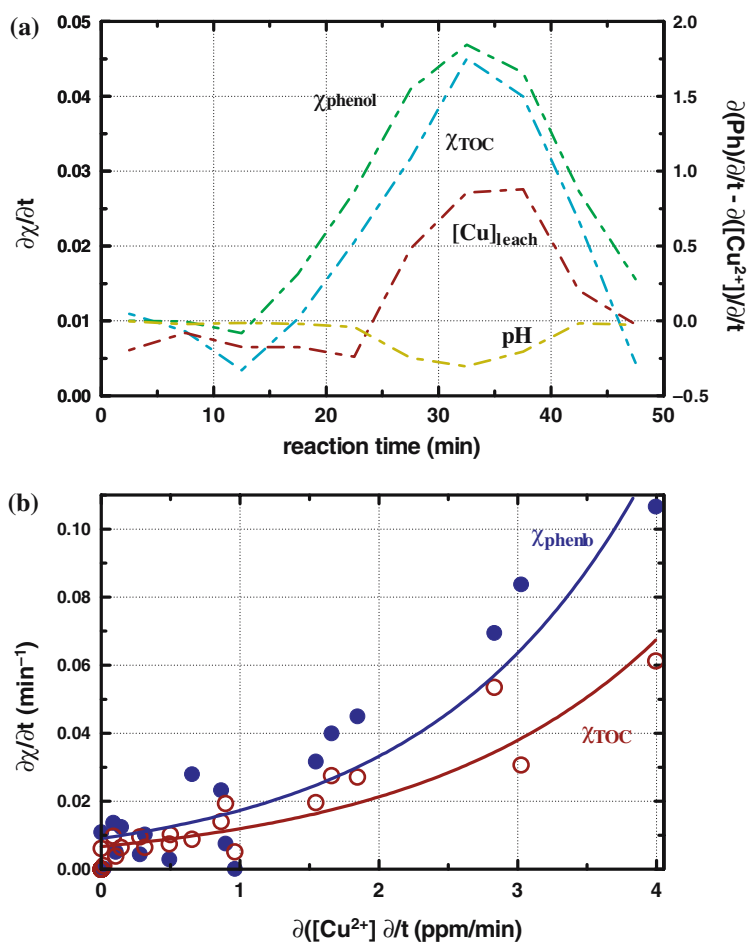 (a)
0.05
0.04
0.03
0.02
0.01
0.00
∂χ/∂t
2.0
1.5
1.0
0.5
0.0
−0.5
∂(Ph)/∂/t - ∂([Cu²⁺])/∂/t
χphenol
χTOC
[Cu]leach
pH
0 10 20 30 40 50
reaction time (min)
(b)
0.10
0.08
0.06
0.04
0.02
0.00
∂χ/∂t (min⁻¹)
χphenb
χTOC
0 1 2 3 4
∂([Cu²⁺] ∂/t (ppm/min)